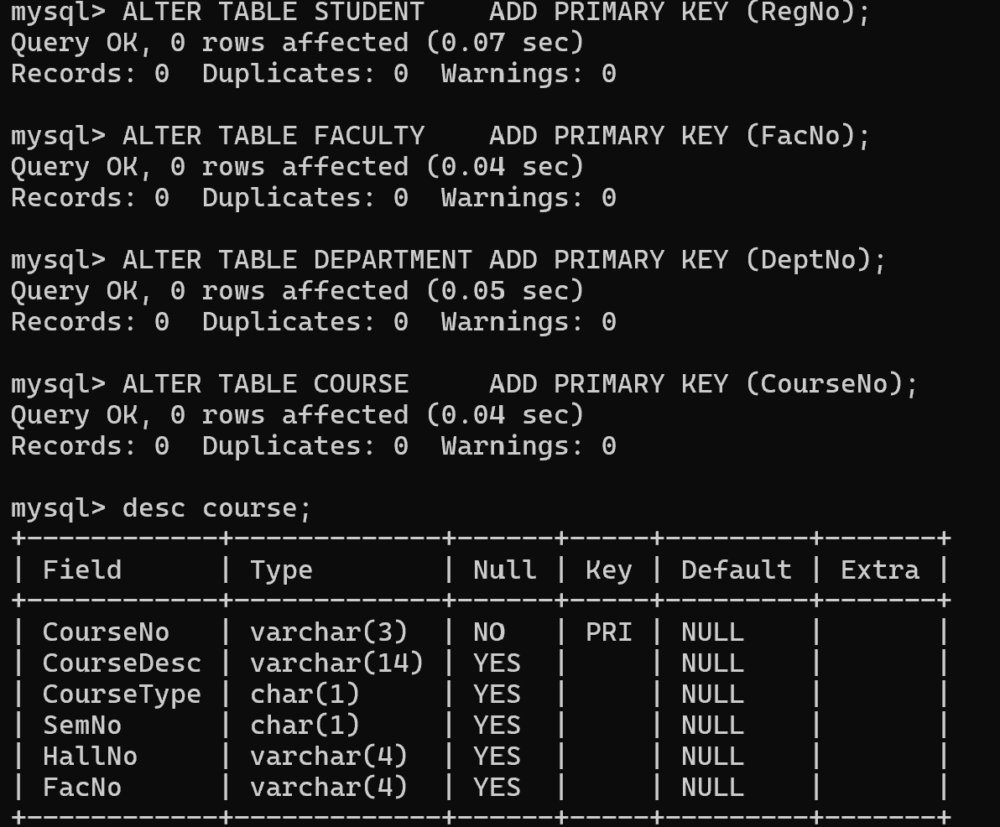 mysql> ALTER TABLE STUDENT    ADD PRIMARY KEY (RegNo);
Query OK, 0 rows affected (0.07 sec)
Records: 0  Duplicates: 0  Warnings: 0

mysql> ALTER TABLE FACULTY    ADD PRIMARY KEY (FacNo);
Query OK, 0 rows affected (0.04 sec)
Records: 0  Duplicates: 0  Warnings: 0

mysql> ALTER TABLE DEPARTMENT ADD PRIMARY KEY (DeptNo);
Query OK, 0 rows affected (0.05 sec)
Records: 0  Duplicates: 0  Warnings: 0

mysql> ALTER TABLE COURSE     ADD PRIMARY KEY (CourseNo);
Query OK, 0 rows affected (0.04 sec)
Records: 0  Duplicates: 0  Warnings: 0

mysql> desc course;
+------------+-------------+------+-----+---------+-------+
| Field      | Type        | Null | Key | Default | Extra |
+------------+-------------+------+-----+---------+-------+
| CourseNo   | varchar(3)  | NO   | PRI | NULL    |       |
| CourseDesc | varchar(14) | YES  |     | NULL    |       |
| CourseType | char(1)     | YES  |     | NULL    |       |
| SemNo      | char(1)     | YES  |     | NULL    |       |
| HallNo     | varchar(4)  | YES  |     | NULL    |       |
| FacNo      | varchar(4)  | YES  |     | NULL    |       |
+------------+-------------+------+-----+---------+-------+